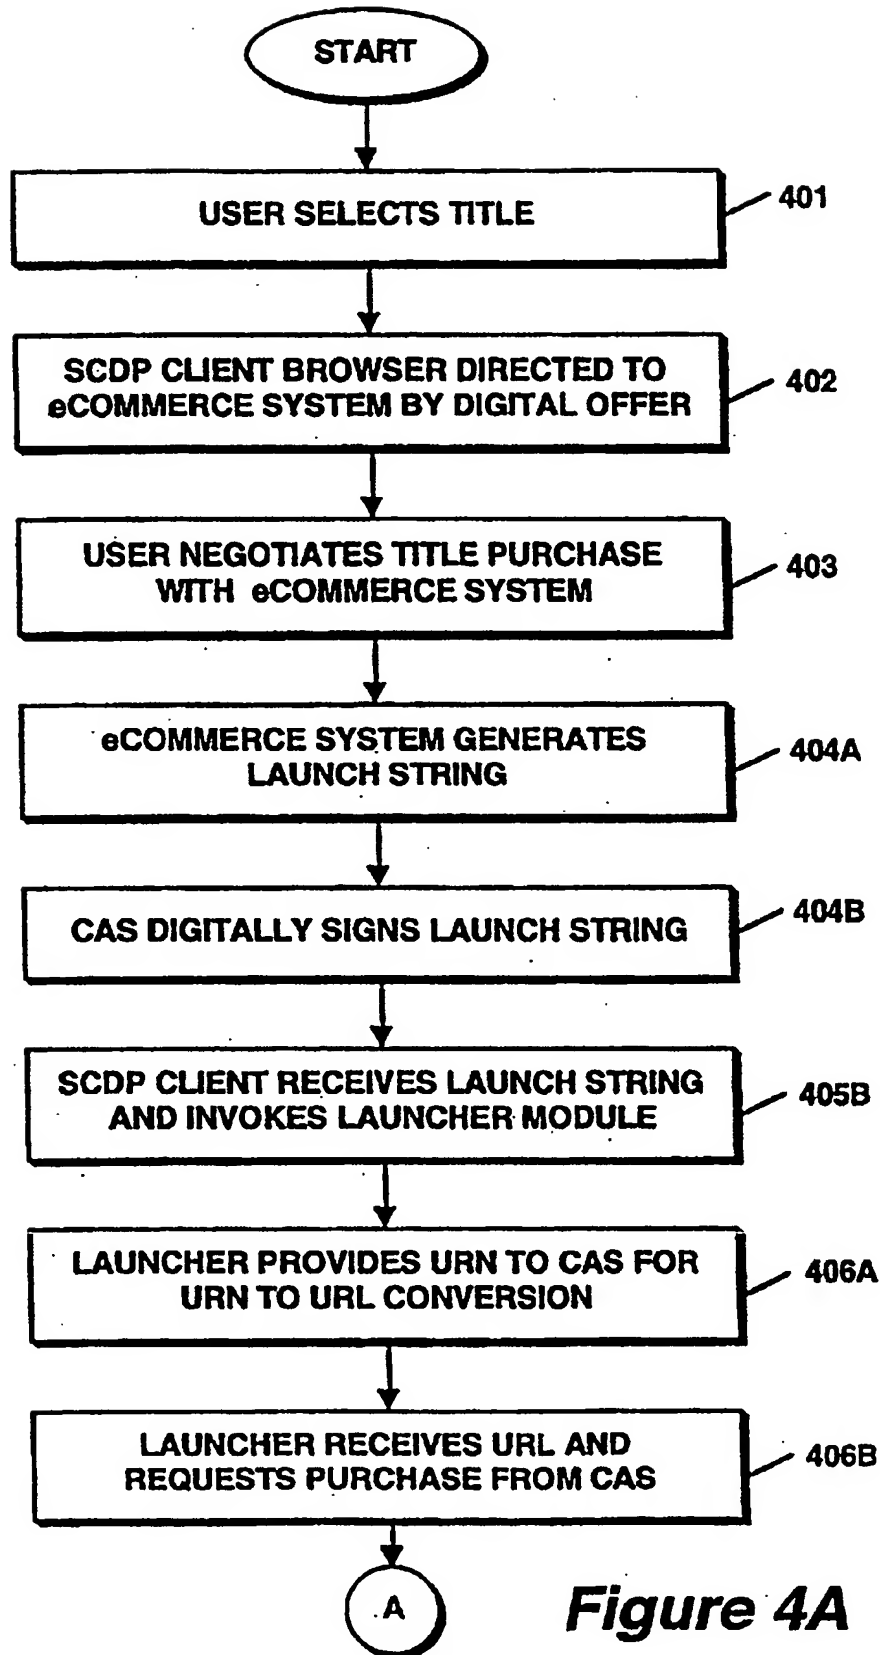 START
USER SELECTS TITLE
401
SCDP CLIENT BROWSER DIRECTED TO
eCOMMERCE SYSTEM BY DIGITAL OFFER
402
USER NEGOTIATES TITLE PURCHASE
WITH eCOMMERCE SYSTEM
403
eCOMMERCE SYSTEM GENERATES
LAUNCH STRING
404A
CAS DIGITALLY SIGNS LAUNCH STRING
404B
SCDP CLIENT RECEIVES LAUNCH STRING
AND INVOKES LAUNCHER MODULE
405B
LAUNCHER PROVIDES URN TO CAS FOR
URN TO URL CONVERSION
406A
LAUNCHER RECEIVES URL AND
REQUESTS PURCHASE FROM CAS
406B
A
Figure 4A